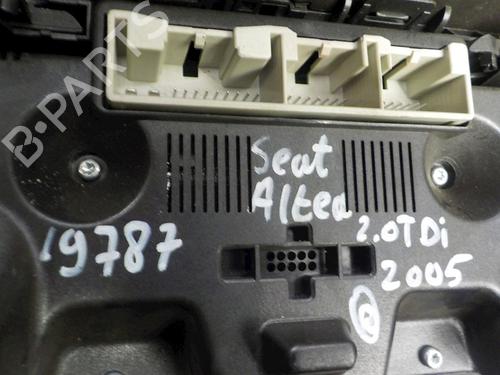 B-PARTS
Seat
Altea
19787
2.0TDi
2005